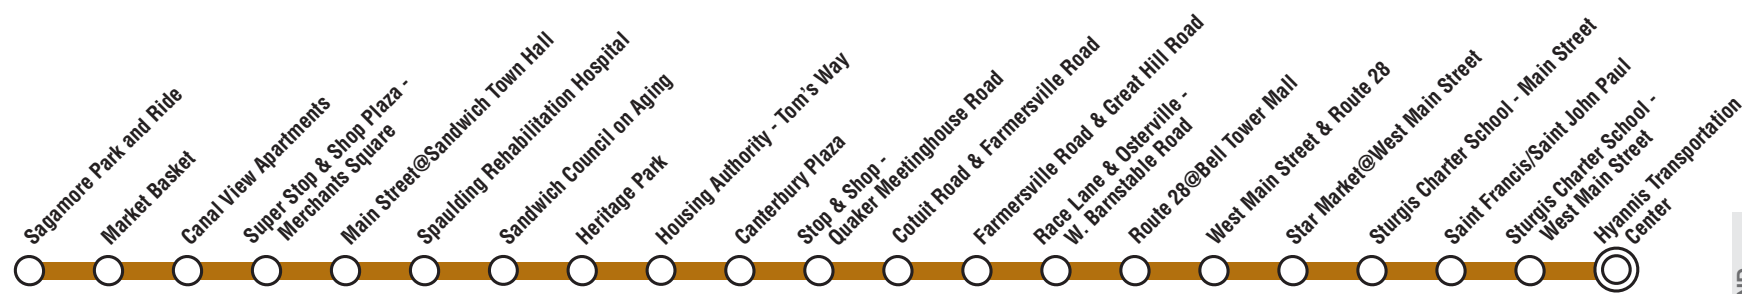 Sagamore Park and Ride
Market Basket
Canal View Apartments
Super Stop & Shop Plaza -
Merchants Square
Main Street@Sandwich Town Hall
Spaulding Rehabilitation Hospital
Sandwich Council on Aging
Heritage Park
Housing Authority - Tom's Way
Canterbury Plaza
Stop & Shop -
Quaker Meetinghouse Road
Cotuit Road & Farmersville Road
Farmersville Road & Great Hill Road
Race Lane & Osterville -
W. Barnstable Road
Route 28@Bell Tower Mall
West Main Street & Route 28
Star Market@West Main Street
Sturgis Charter School - Main Street
Saint Francis/Saint John Paul
Sturgis Charter School -
West Main Street
Hyannis Transportation
Center